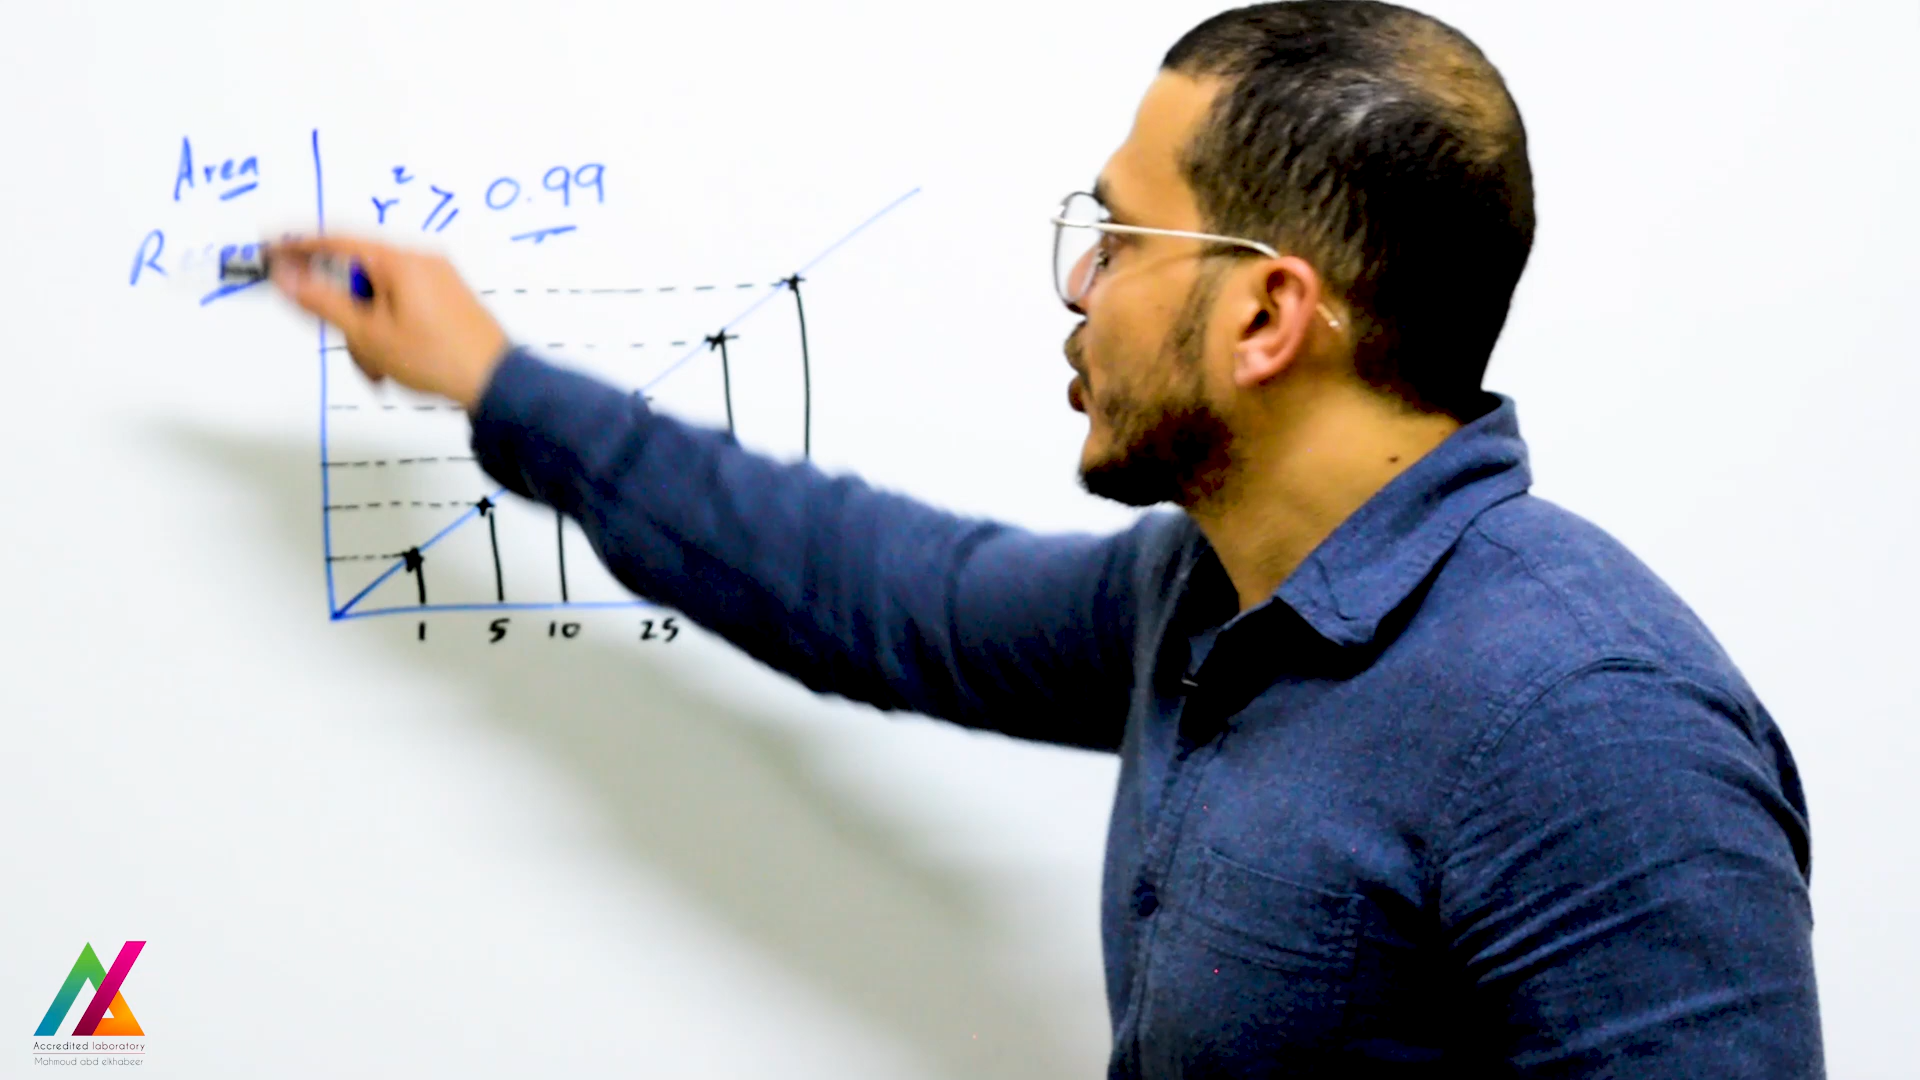 Area
r² ⩾ 0.99
1 5 10 25
Accredited laboratory
Mahmoud abd elkhabeer